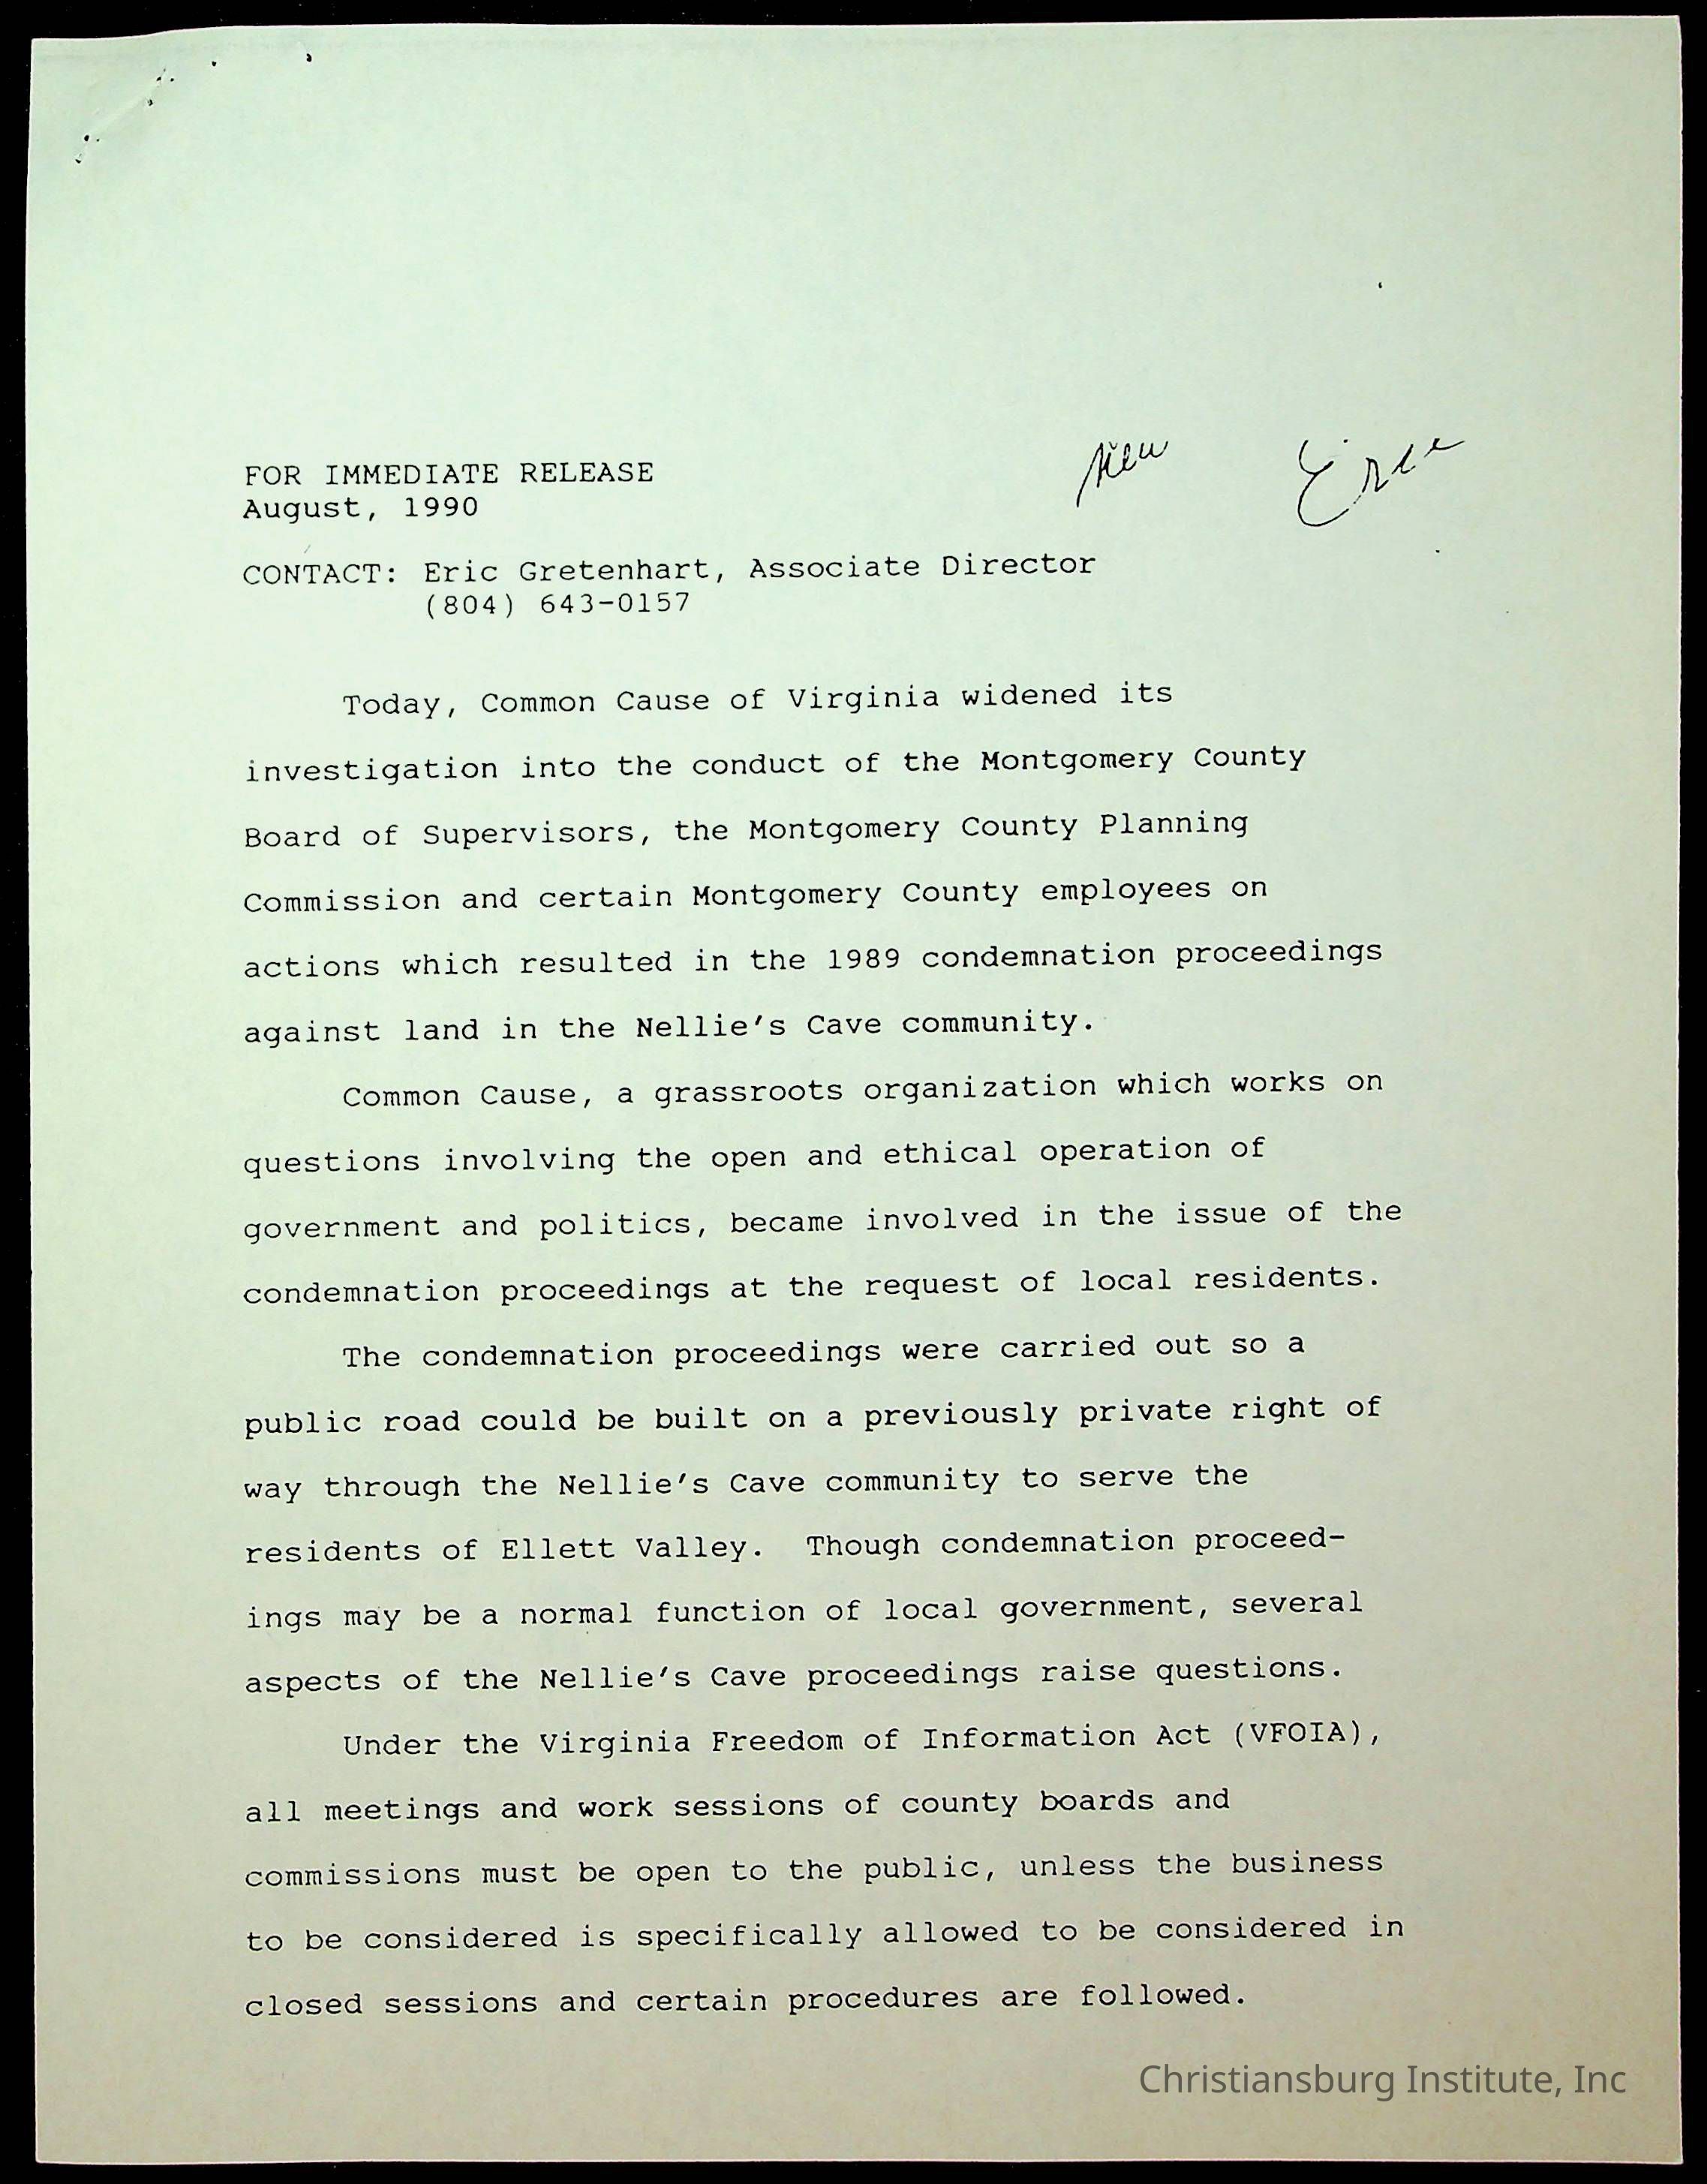 FOR IMMEDIATE RELEASE
August, 1990
CONTACT: Eric Gretenhart, Associate Director
(804) 643-0157
Today, Common Cause of Virginia widened its
investigation into the conduct of the Montgomery County
Board of Supervisors, the Montgomery County Planning
Commission and certain Montgomery County employees on
actions which resulted in the 1989 condemnation proceedings
against land in the Nellie's Cave community.
Common Cause, a grassroots organization which works on
questions involving the open and ethical operation of
government and politics, became involved in the issue of the
condemnation proceedings at the request of local residents.
The condemnation proceedings were carried out so a
public road could be built on a previously private right of
way through the Nellie's Cave community to serve the
residents of Ellett Valley.  Though condemnation proceed-
ings may be a normal function of local government, several
aspects of the Nellie's Cave proceedings raise questions.
Under the Virginia Freedom of Information Act (VFOIA),
all meetings and work sessions of county boards and
commissions must be open to the public, unless the business
to be considered is specifically allowed to be considered in
closed sessions and certain procedures are followed.
Christiansburg Institute, Inc